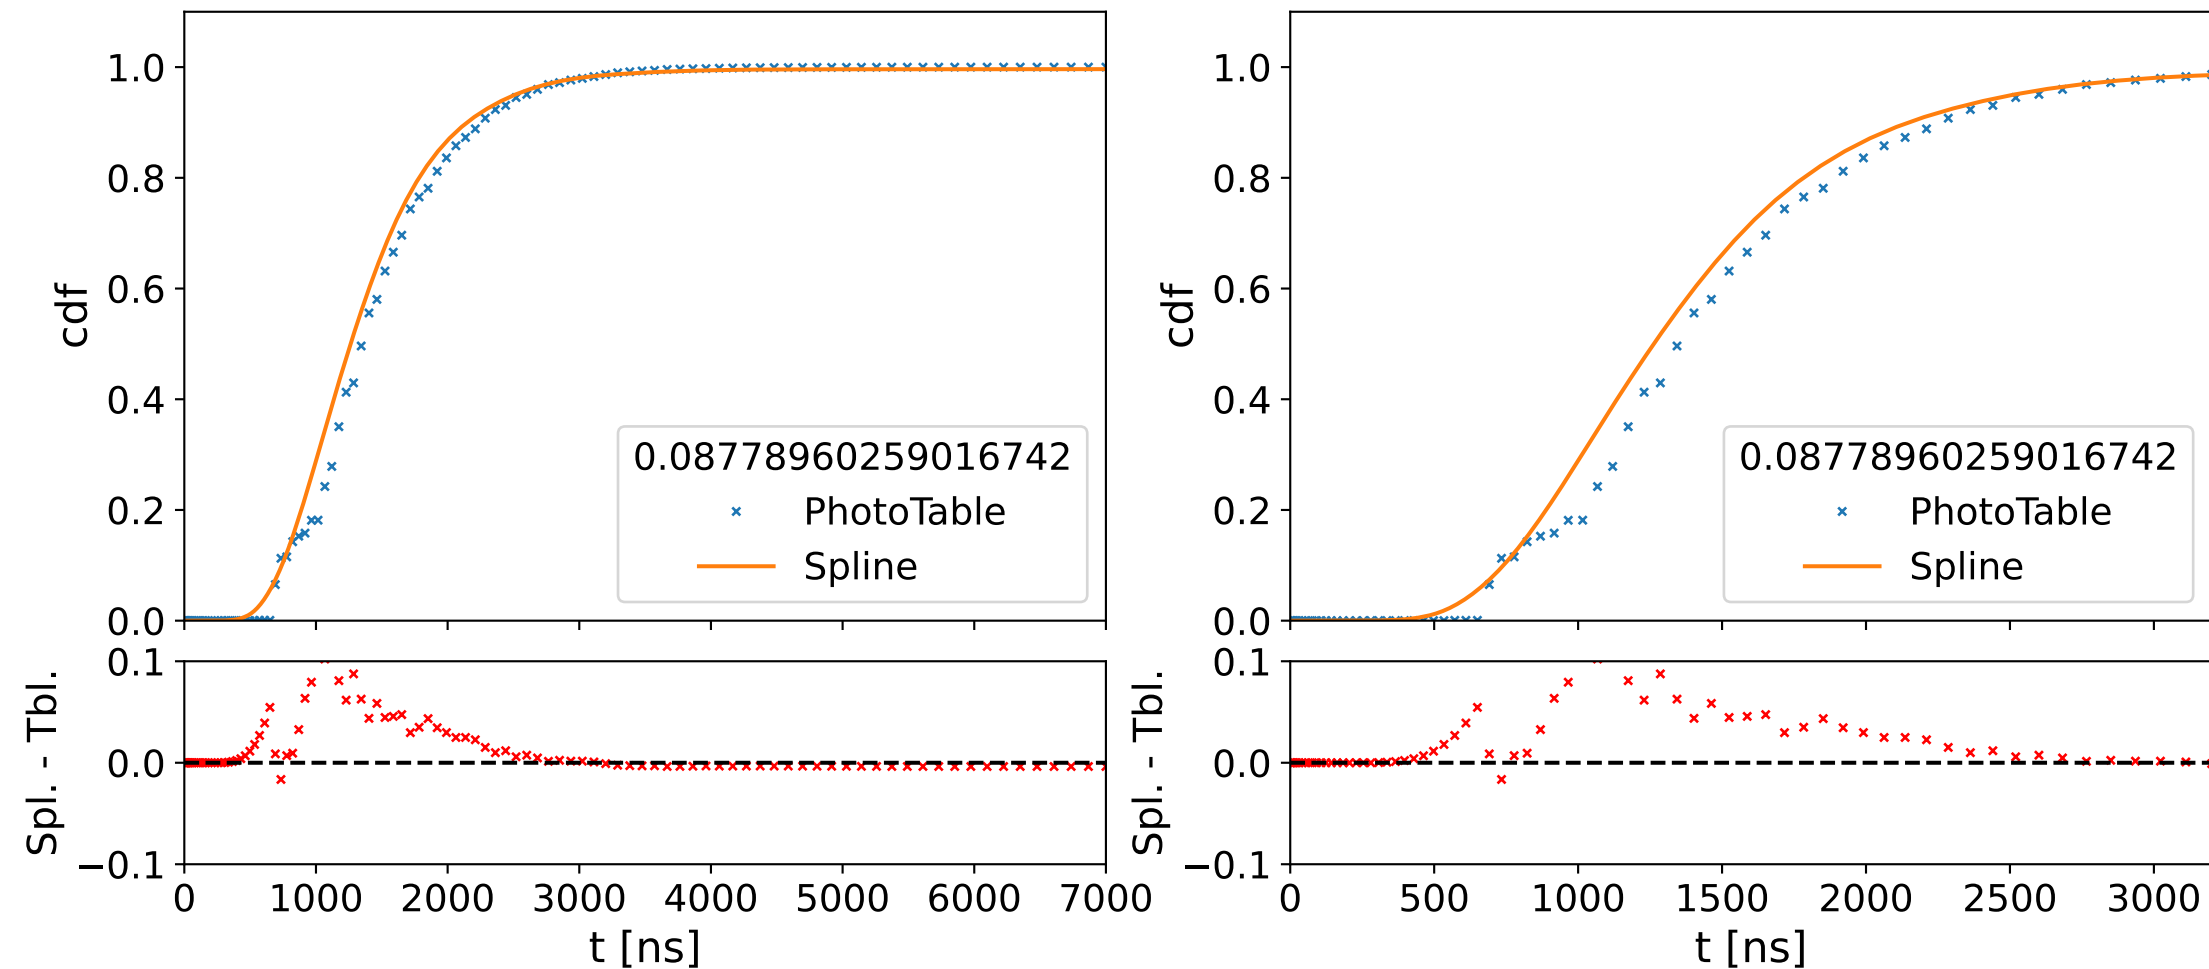 1.0
0.8
0.6
0.4
0.2
0.0
cdf
0.08778960259016742
PhotoTable
Spline
0.1
0.0
−0.1
Spl. - Tbl.
0 1000 2000 3000 4000 5000 6000 7000
t [ns]
1.0
0.8
0.6
0.4
0.2
0.0
cdf
0.08778960259016742
PhotoTable
Spline
0.1
0.0
−0.1
Spl. - Tbl.
0 500 1000 1500 2000 2500 3000
t [ns]